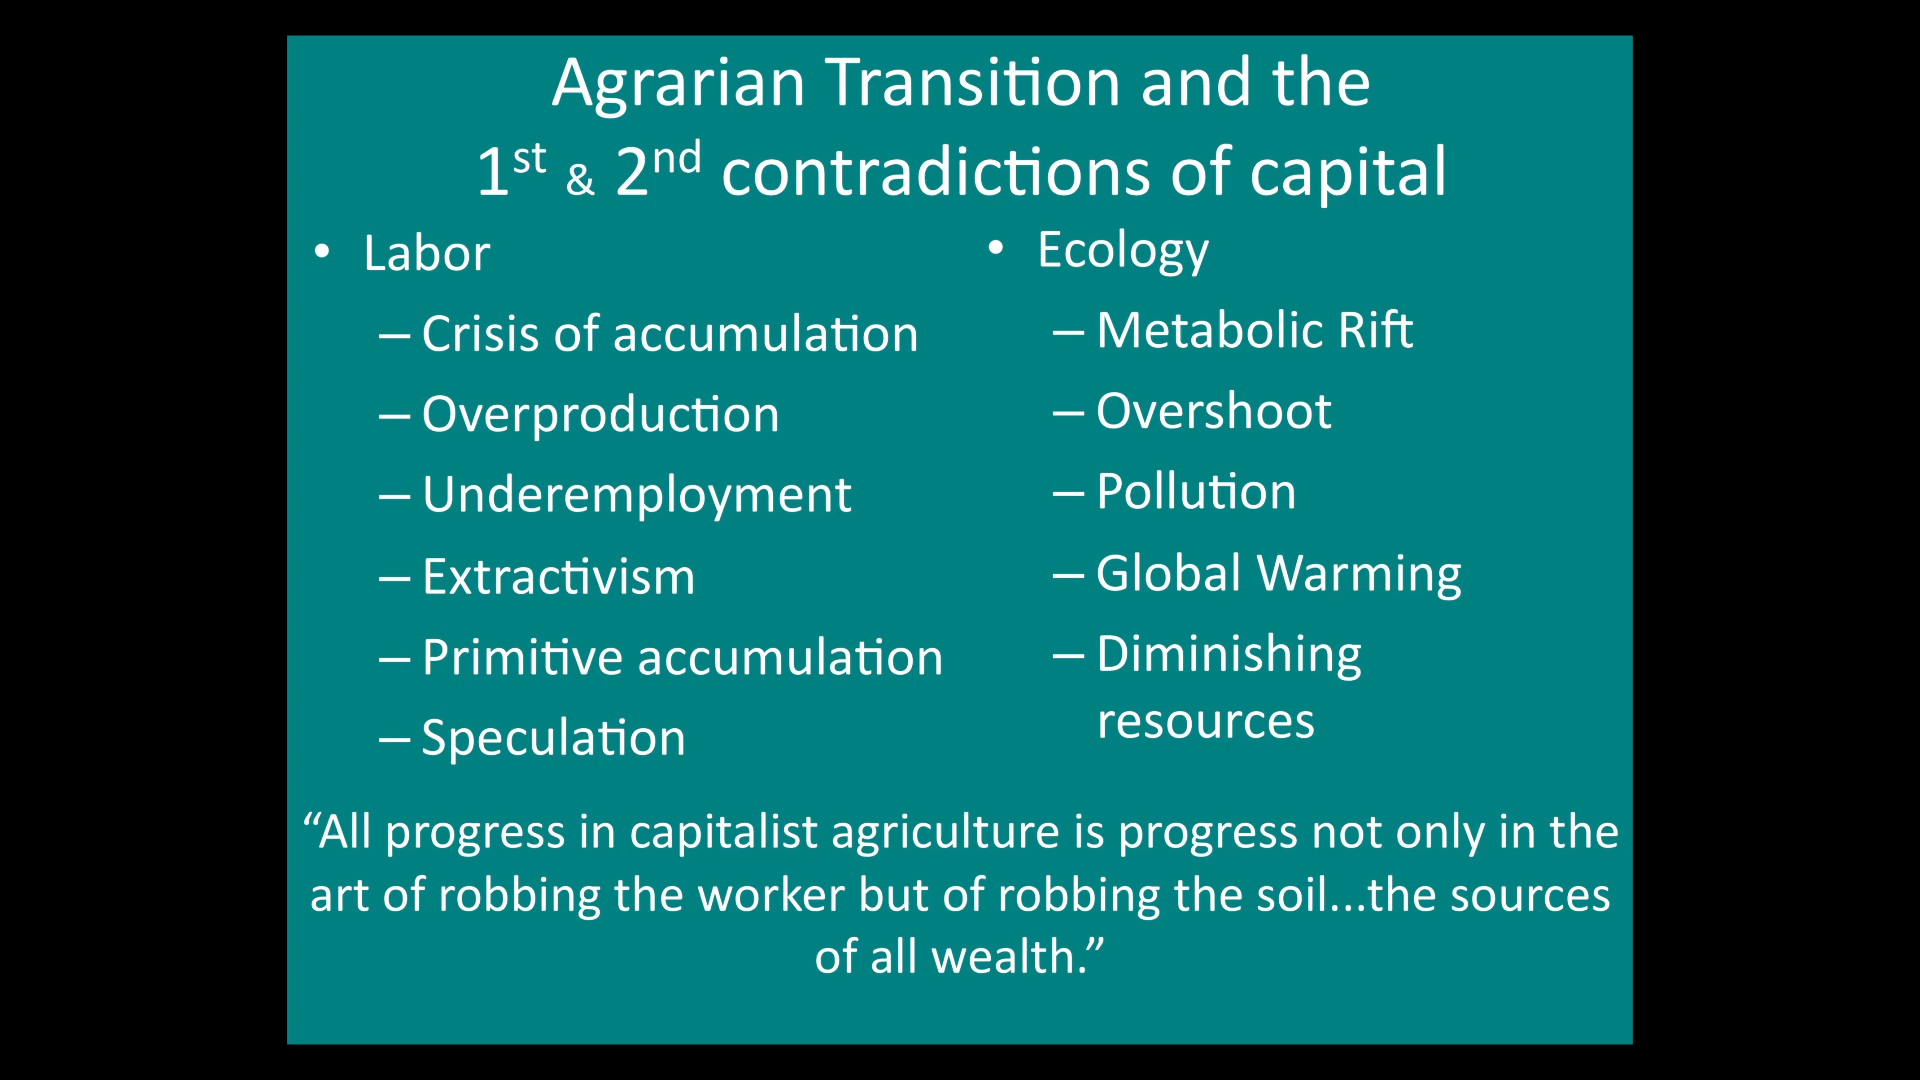 Agrarian Transition and the
1st & 2nd contradictions of capital
• Labor
– Crisis of accumulation
– Overproduction
– Underemployment
– Extractivism
– Primitive accumulation
– Speculation
• Ecology
– Metabolic Rift
– Overshoot
– Pollution
– Global Warming
– Diminishing
resources
“All progress in capitalist agriculture is progress not only in the
art of robbing the worker but of robbing the soil...the sources
of all wealth.”